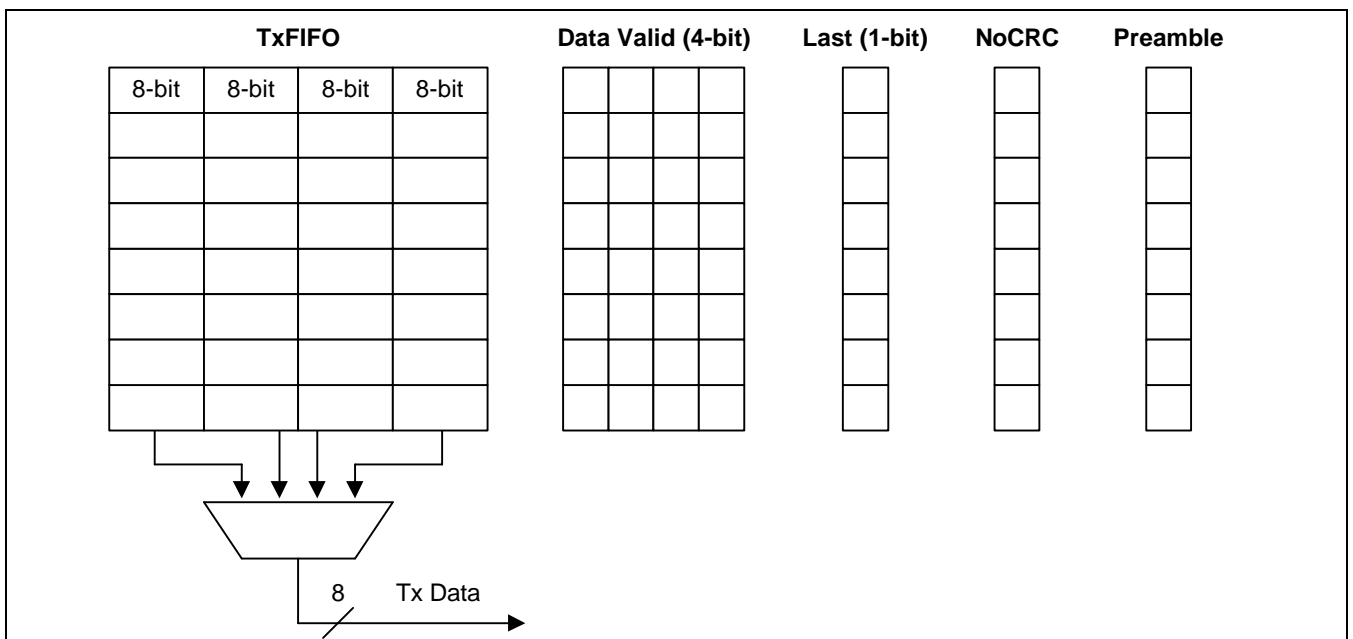 TxFIFO Data Valid (4-bit) Last (1-bit) NoCRC Preamble
8-bit 8-bit 8-bit 8-bit
8 Tx Data